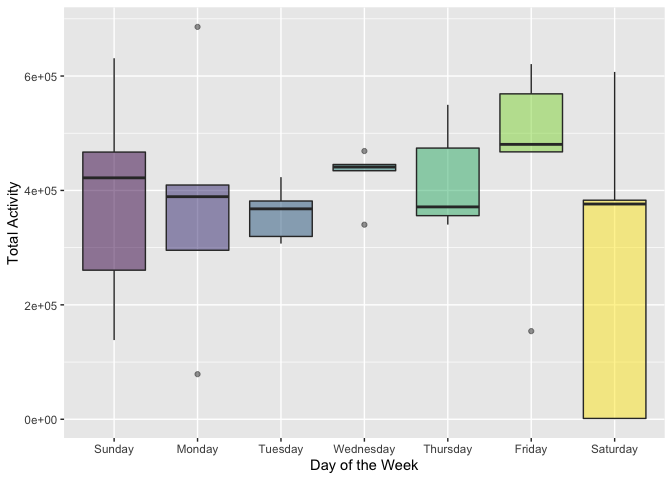 Total Activity
6e+05
4e+05
2e+05
0e+00
Sunday Monday Tuesday Wednesday Thursday Friday Saturday
Day of the Week